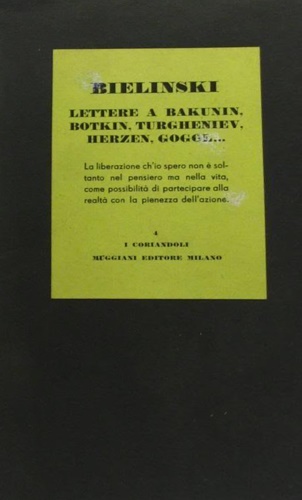 BIELINSKI
LETTERE A BAKUNIN,
BOTKIN, TURGHENIEV,
HERZEN, GOGOL...
La liberazione ch'io spero non è sol-
tanto nel pensiero ma nella vita,
come possibilità di partecipare alla
realtà con la pienezza dell'azione.
4
I CORIANDOLI
MUGGIANI EDITORE MILANO